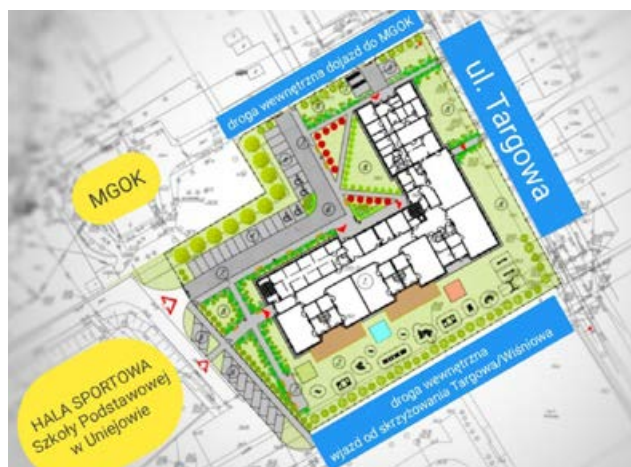 droga wewnętrzna dojazd do MGOK
ul. Targowa
MGOK
HALA SPORTOWA
Szkoły Podstawowej
w Uniejowie
droga wewnętrzna
wjazd od skrzyżowania Targowa/Wiśniowa